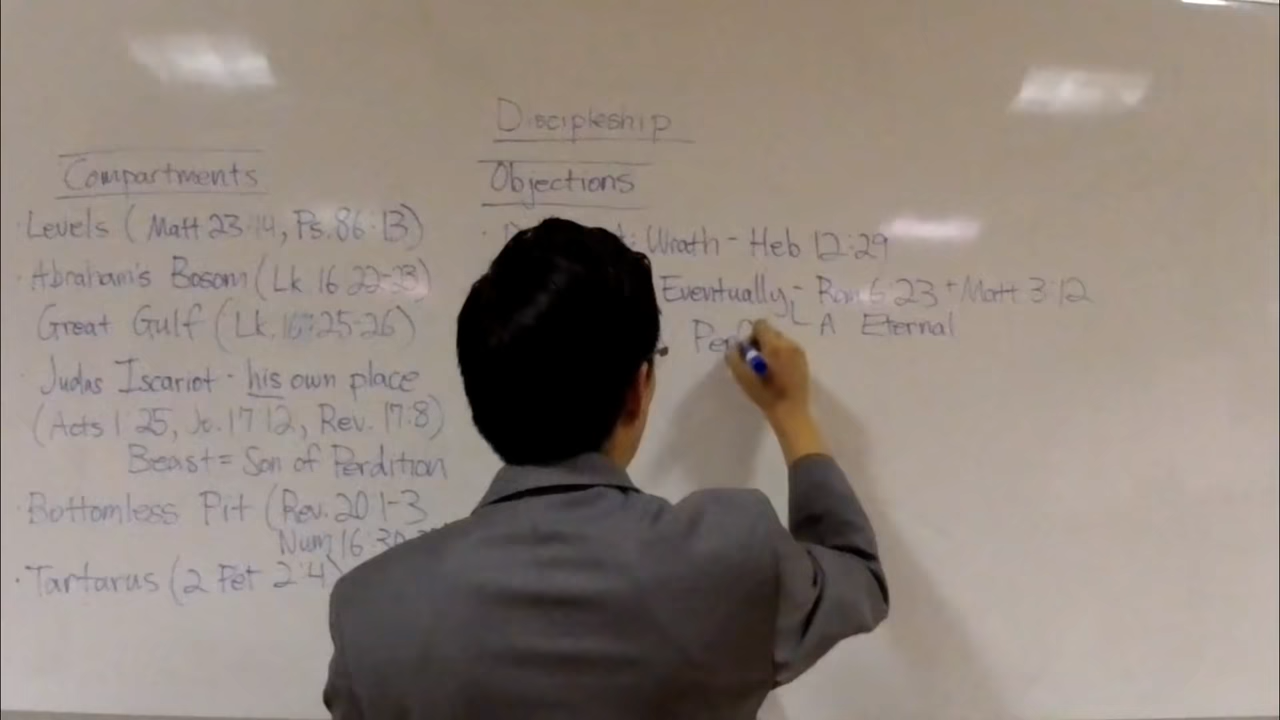 Discipleship
Compartments
· Levels (Matt 23:14, Ps. 86:13)
· Abraham's Bosom (Lk. 16:22-23)
Great Gulf (Lk. 16:25-26)
Judas Iscariot - his own place
(Acts 1:25, Jo. 17:12, Rev. 17:8)
Beast = Son of Perdition
· Bottomless Pit (Rev. 20:1-3
Num 16:30
· Tartarus (2 Pet 2:4)
Objections
· Wrath - Heb 12:29
Eventually - Rom 6:23 + Matt 3:12
A Eternal
Per